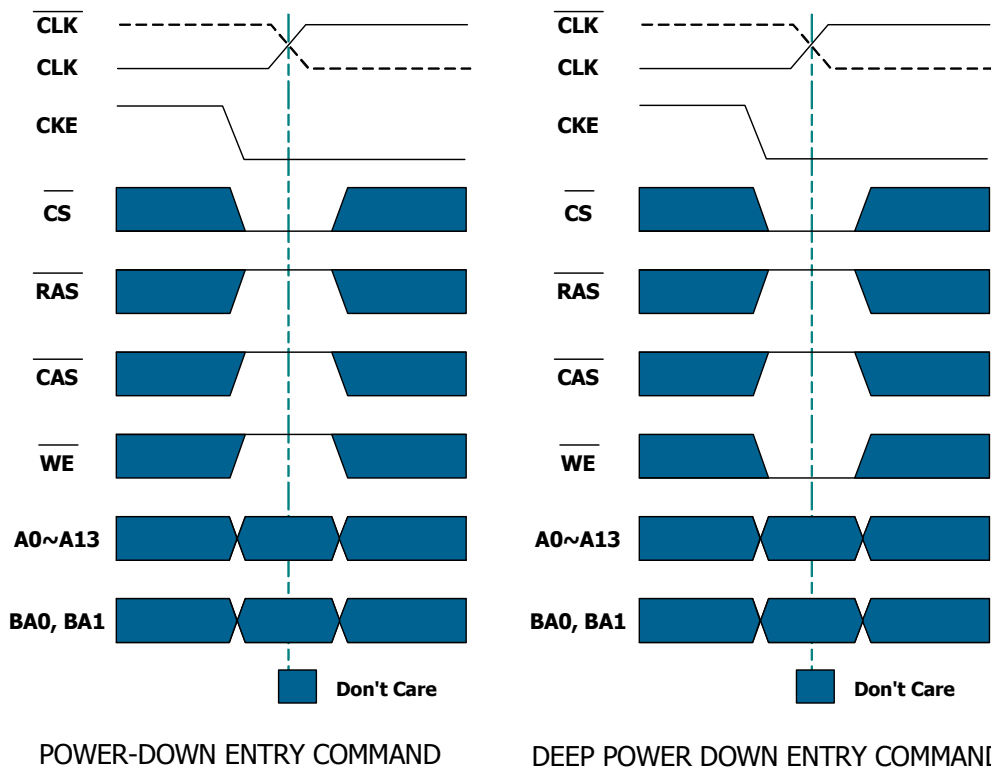 CLK
CLK
CKE
CS
RAS
CAS
WE
A0~A13
BA0, BA1
Don't Care
POWER-DOWN ENTRY COMMAND
CLK
CLK
CKE
CS
RAS
CAS
WE
A0~A13
BA0, BA1
Don't Care
DEEP POWER DOWN ENTRY COMMAND